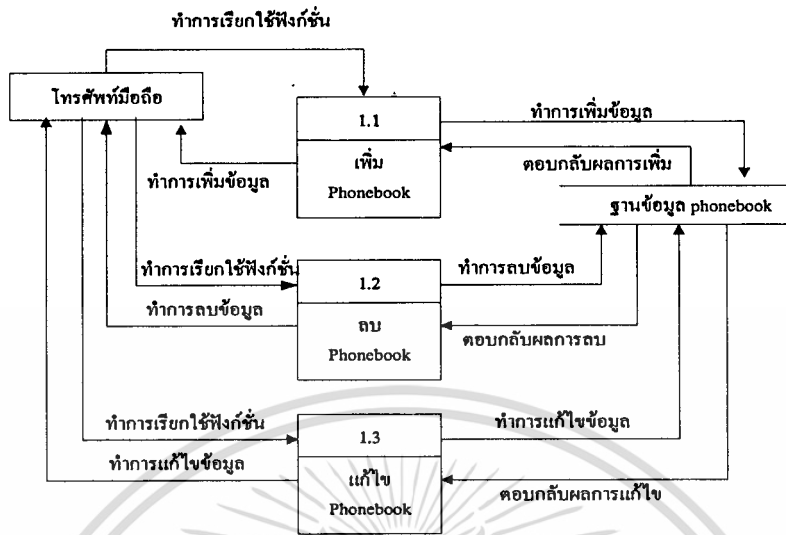 ทำการเรียกใช้ฟังก์ชั่น
โทรศัพท์มือถือ
1.1
ทำการเพิ่มข้อมูล
เพิ่ม
Phonebook
ตอบกลับผลการเพิ่ม
ทำการเพิ่มข้อมูล
ฐานข้อมูล phonebook
ทำการเรียกใช้ฟังก์ชั่น
1.2
ทำการลบข้อมูล
ทำการลบข้อมูล
ลบ
Phonebook
ตอบกลับผลการลบ
ทำการเรียกใช้ฟังก์ชั่น
1.3
ทำการแก้ไขข้อมูล
ทำการแก้ไขข้อมูล
แก้ไข
Phonebook
ตอบกลับผลการแก้ไข